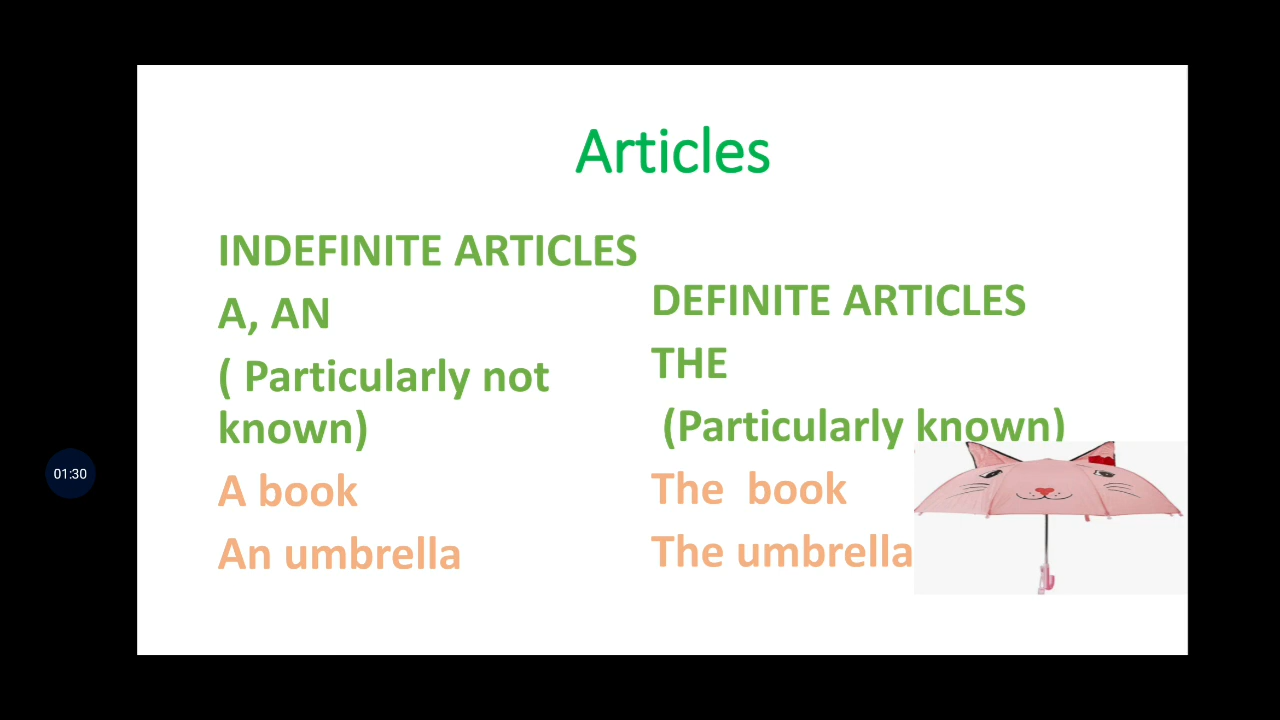 Articles
INDEFINITE ARTICLES
A, AN
( Particularly not
known)
A book
An umbrella
DEFINITE ARTICLES
THE
(Particularly known)
The book
The umbrella
01:30